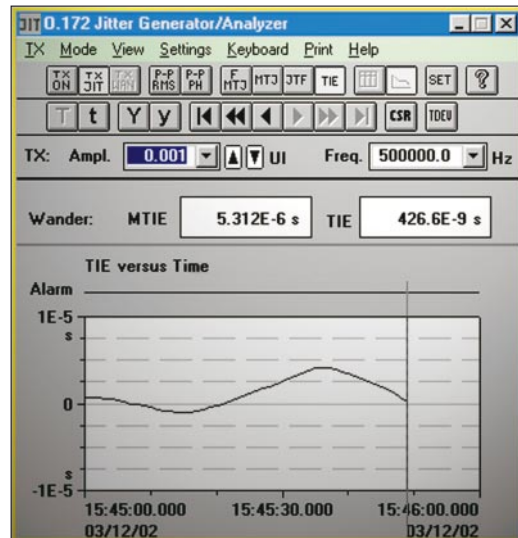 JIT O.172 Jitter Generator/Analyzer
TX Mode View Settings Keyboard Print Help
TX ON TX JIT TX WAN P-P RMS P-P PH F MTJ MTJ JTF TIE SET ?
T t Y y CSR TDEV
TX: Ampl. 0.001 UI Freq. 500000.0 Hz
Wander: MTIE 5.312E-6 s TIE 426.6E-9 s
TIE versus Time
Alarm
1E-5
s
0
s
-1E-5
15:45:00.000 15:45:30.000 15:46:00.000
03/12/02 03/12/02